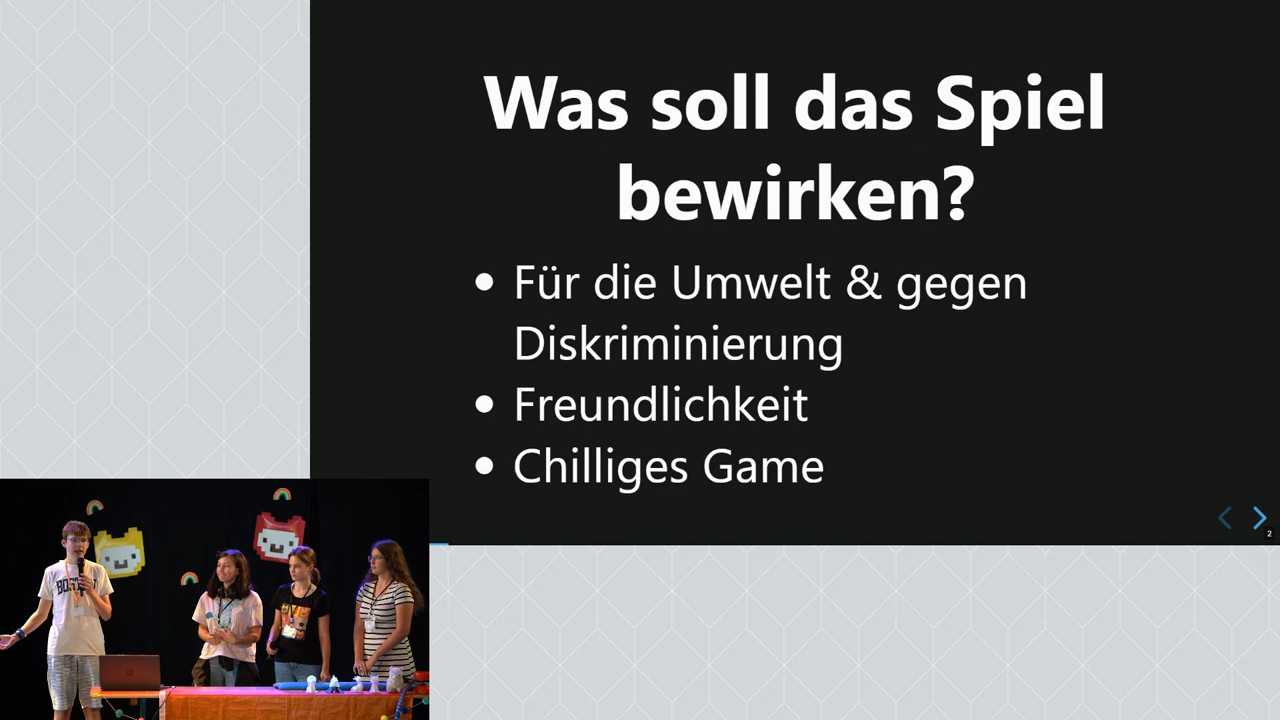 Was soll das Spiel
bewirken?
• Für die Umwelt & gegen
Diskriminierung
• Freundlichkeit
• Chilliges Game
2